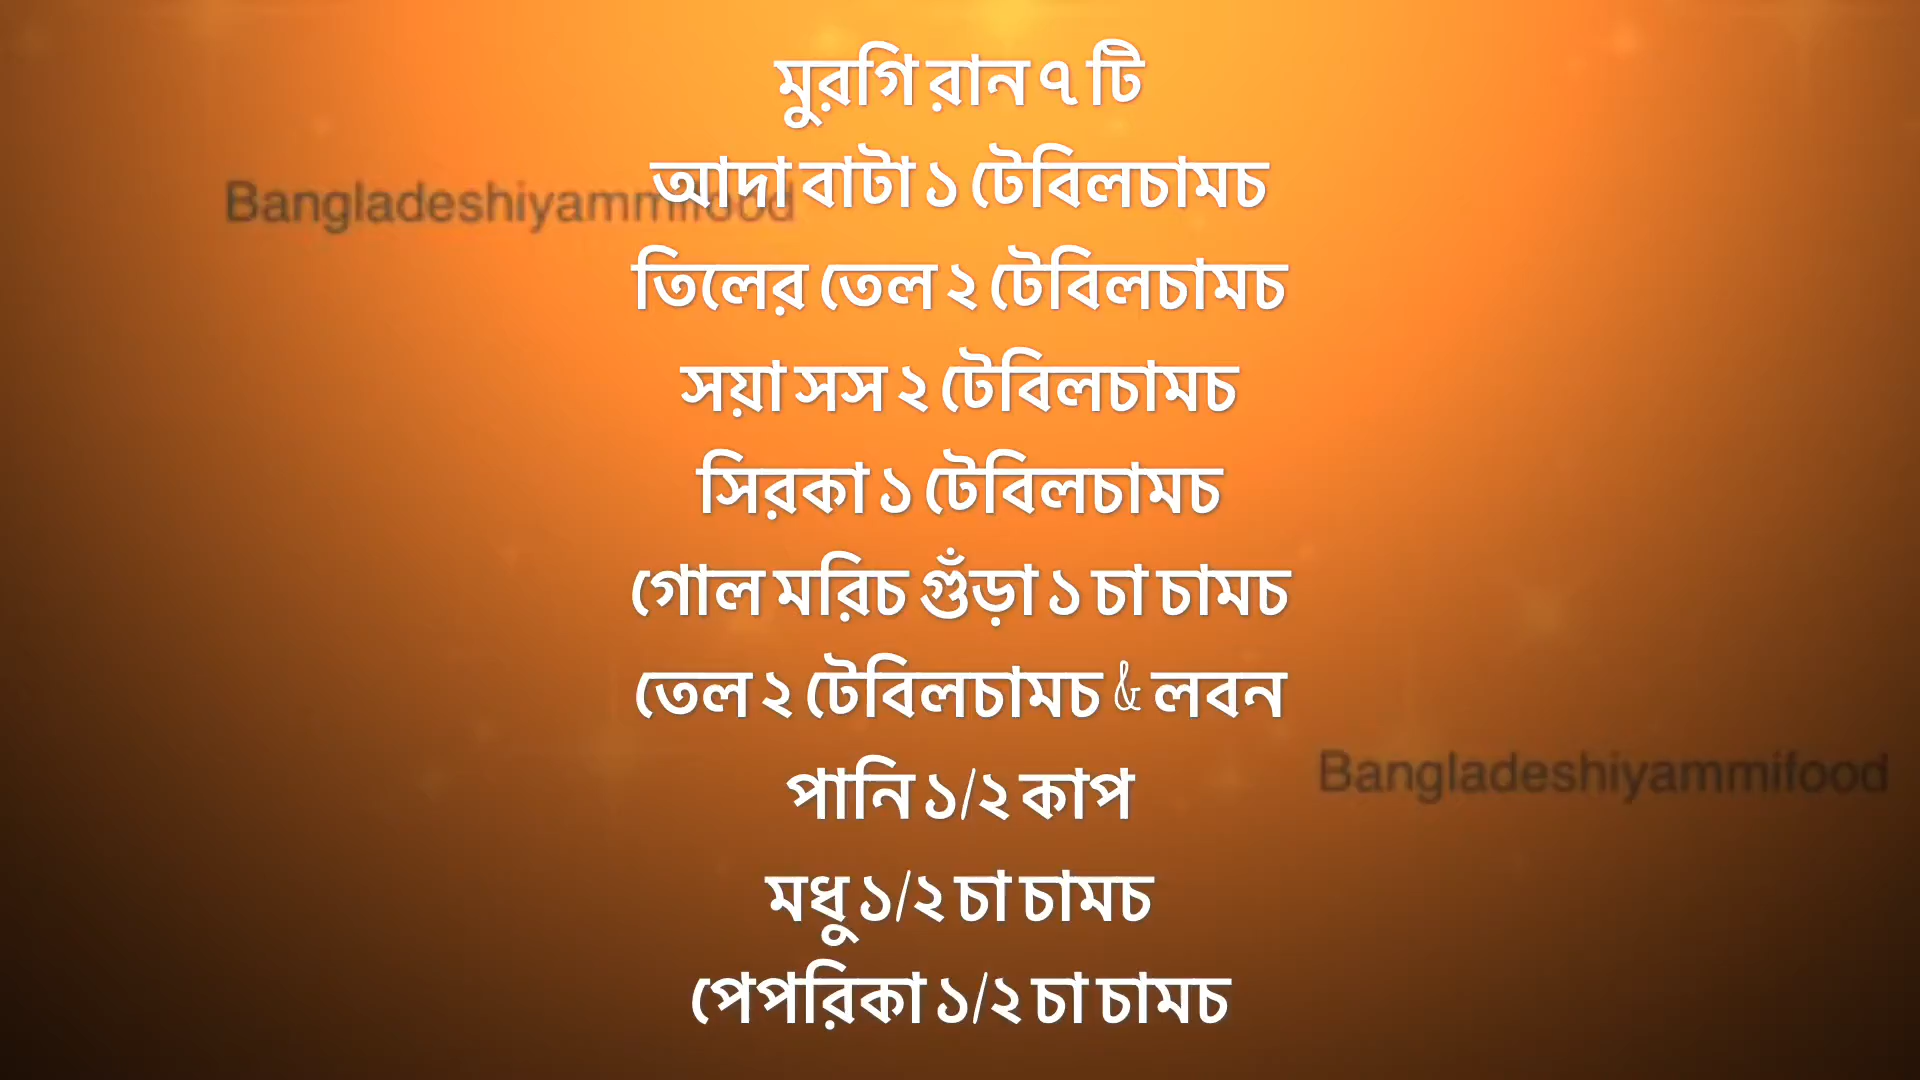 মুরগি রান ৭ টি
আদা বাটা ১ টেবিলচামচ
Bangladeshiyammifood
তিলের তেল ২ টেবিলচামচ
সয়া সস ২ টেবিলচামচ
সিরকা ১ টেবিলচামচ
গোল মরিচ গুঁড়া ১ চা চামচ
তেল ২ টেবিলচামচ & লবন
পানি ১/২ কাপ
Bangladeshiyammifood
মধু ১/২ চা চামচ
পেপরিকা ১/২ চা চামচ